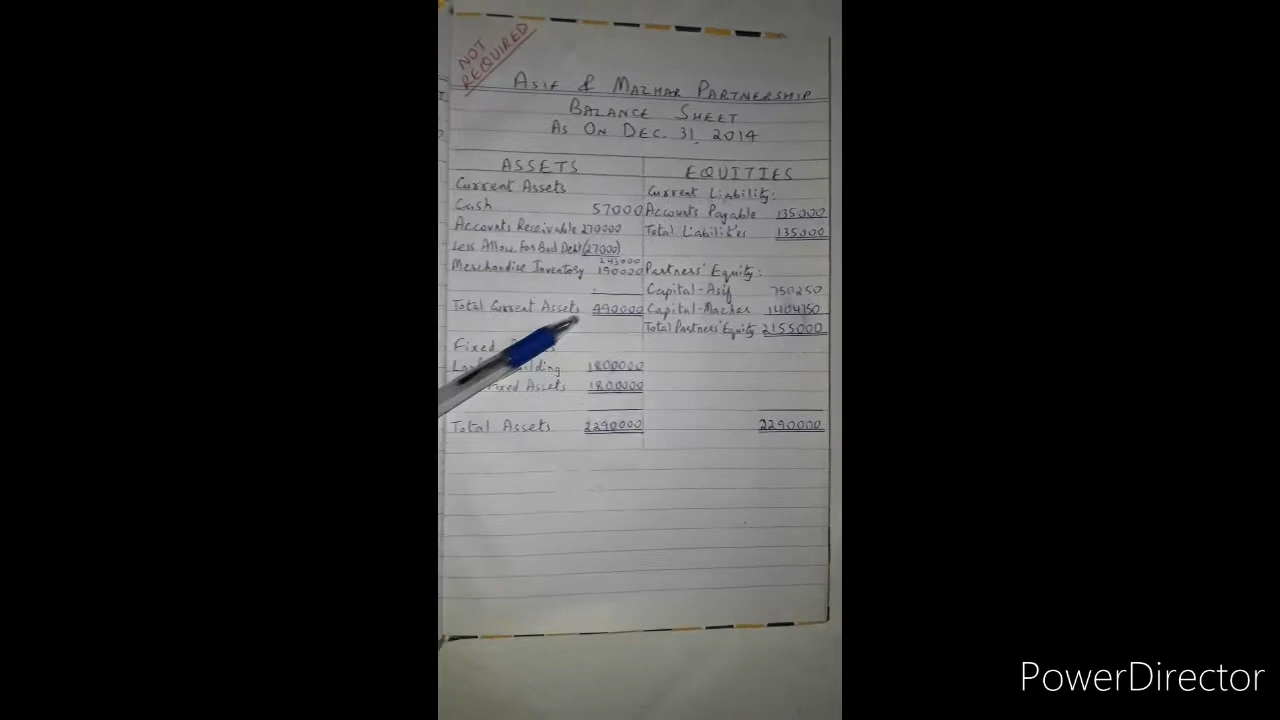 NOT
REQUIRED
ASIF & MAZHAR PARTNERSHIP
BALANCE SHEET
AS ON DEC. 31, 2014
ASSETS
Current Assets
Cash 57000
Accounts Receivable 270000
Less Allow. for Bad Debt (27000)
243000
Merchandise Inventory 190000
Total Current Assets 490000
Fixed
1800000
Fixed Assets 1800000
Total Assets 2290000
EQUITIES
Current Liability:
Accounts Payable 135000
Total Liabilities 135000
Partners' Equity:
Capital-Asif 750250
Capital-Mazhar 1404750
Total Partners' Equity 2155000
2290000
PowerDirector